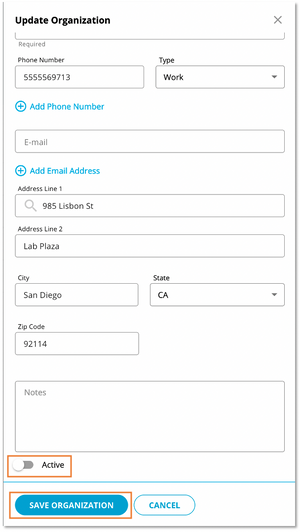 Update Organization
Required
Phone Number
Type
5555569713
Work
Add Phone Number
E-mail
Add Email Address
Address Line 1
985 Lisbon St
Address Line 2
Lab Plaza
City
State
San Diego
CA
Zip Code
92114
Notes
Active
SAVE ORGANIZATION
CANCEL